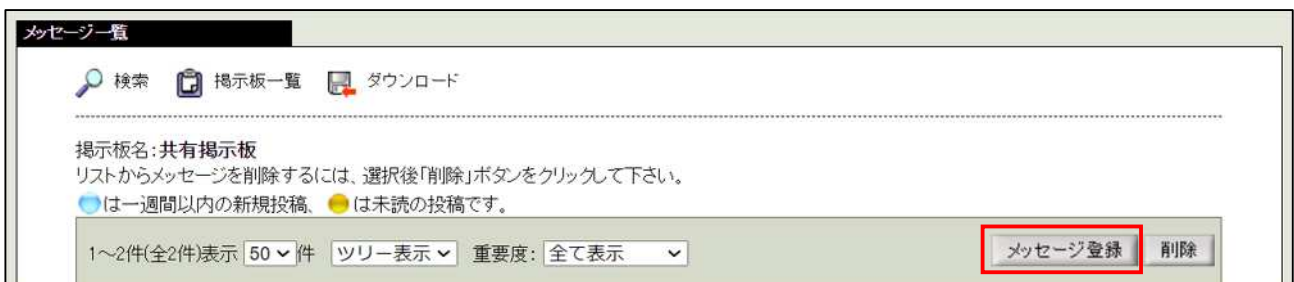 メッセージ一覧
検索 掲示板一覧 ダウンロード
掲示板名:共有掲示板
リストからメッセージを削除するには、選択後「削除」ボタンをクリックして下さい。
は一週間以内の新規投稿、 は未読の投稿です。
1~2件(全2件)表示 50 件 ツリー表示 重要度: 全て表示 メッセージ登録 削除